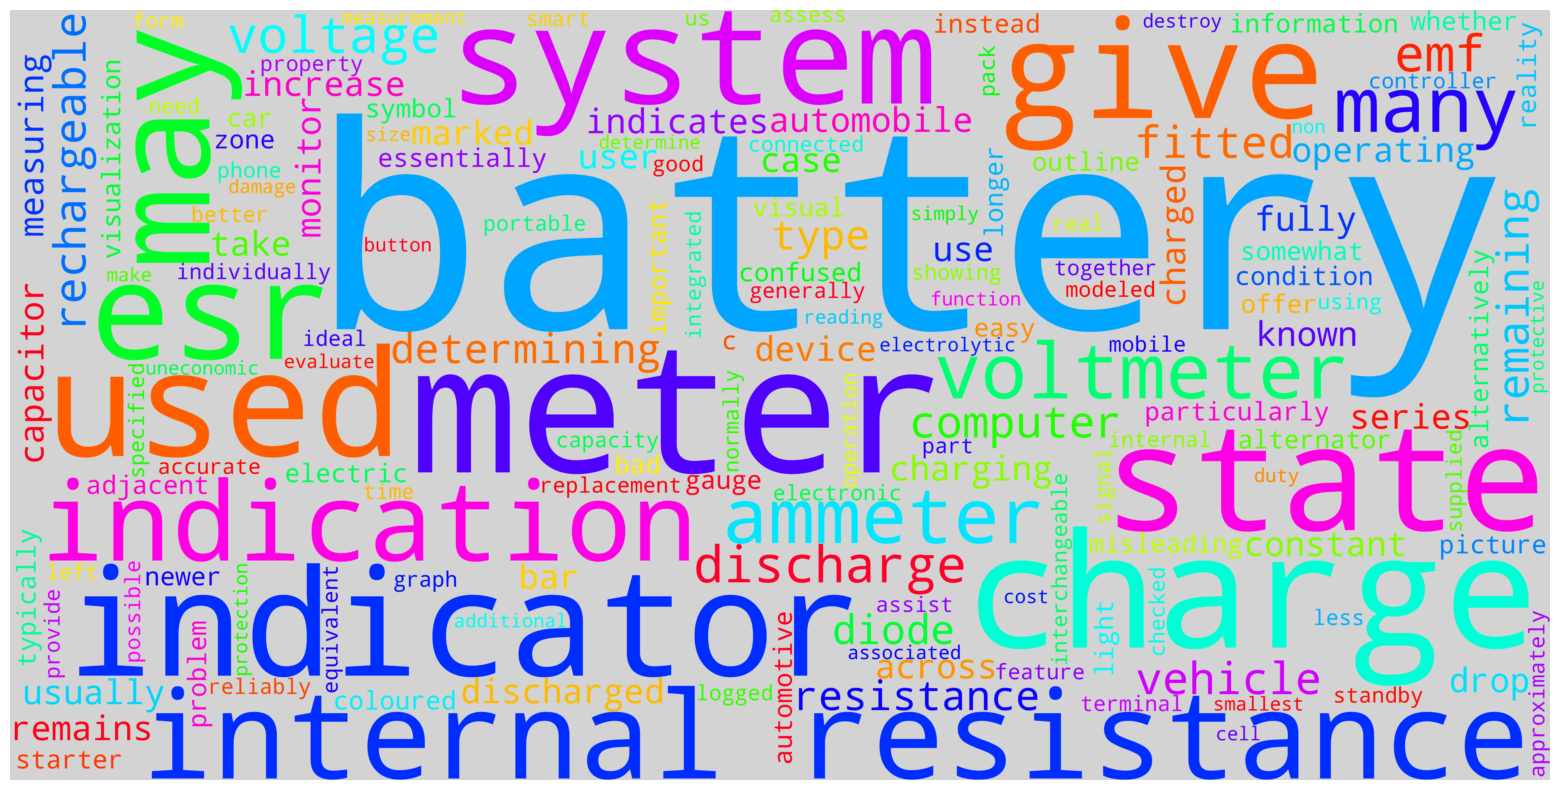 form
measurement
smart
us
assess
instead
destroy
information
whether
voltage
system
give
emf
may
property
increase
rechargeable
measuring
visualization
need
car
zone
phone
damage
better
take
monitor
symbol
size
marked
indicates
automobile
essentially
determine
user
good
connected
case
pack
controller
many
reality
non
fitted
operating
outline
battery
individually
make
button
portable
important
integrated
visual
type
confused
generally
reading
simply
use
showing
function
longer
real
together
modeled
charged
fully
somewhat
condition
offer
using
alternatively
remaining
protective
esr
capacitor
ideal
uneconomic
evaluate
determining
c
device
easy
electrolytic
mobile
known
used
meter
voltmeter
specified
accurate
electric
capacity
bad
normally
operation
computer
part
particularly
series
internal
alternator
charging
adjacent
time
replacement
gauge
electronic
indication
ammeter
state
signal
duty
supplied
interchangeable
misleading
constant
picture
discharge
typically
left
newer
provide
possible
protection
equivalent
graph
bar
additional
indicator
charge
assist
cost
diode
associated
automotive
light
checked
less
approximately
usually
problem
reliably
coloured
discharged
logged
across
feature
resistance
vehicle
terminal
smallest
standby
drop
remains
starter
cell
internal resistance